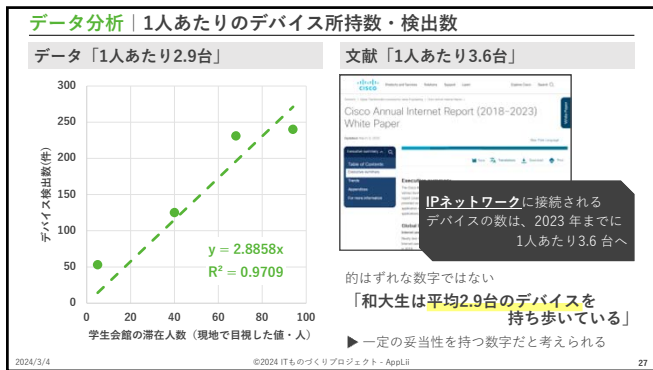 データ分析｜1人あたりのデバイス所持数・検出数
データ「1人あたり2.9台」
300
250
200
150
100
50
0
0 20 40 60 80 100
デバイス検出数(件)
y = 2.8858x
R² = 0.9709
学生会館の滞在人数（現地で目視した値・人）
文献「1人あたり3.6台」
CISCO
Cisco Annual Internet Report (2018–2023)
White Paper
Table of Contents
Trends
Appendices
For more information
IPネットワークに接続される
デバイスの数は、2023 年までに
1人あたり3.6 台へ
的はずれな数字ではない
「和大生は平均2.9台のデバイスを
持ち歩いている」
▶ 一定の妥当性を持つ数字だと考えられる
2024/3/4
©2024 ITものづくりプロジェクト - AppLii
27